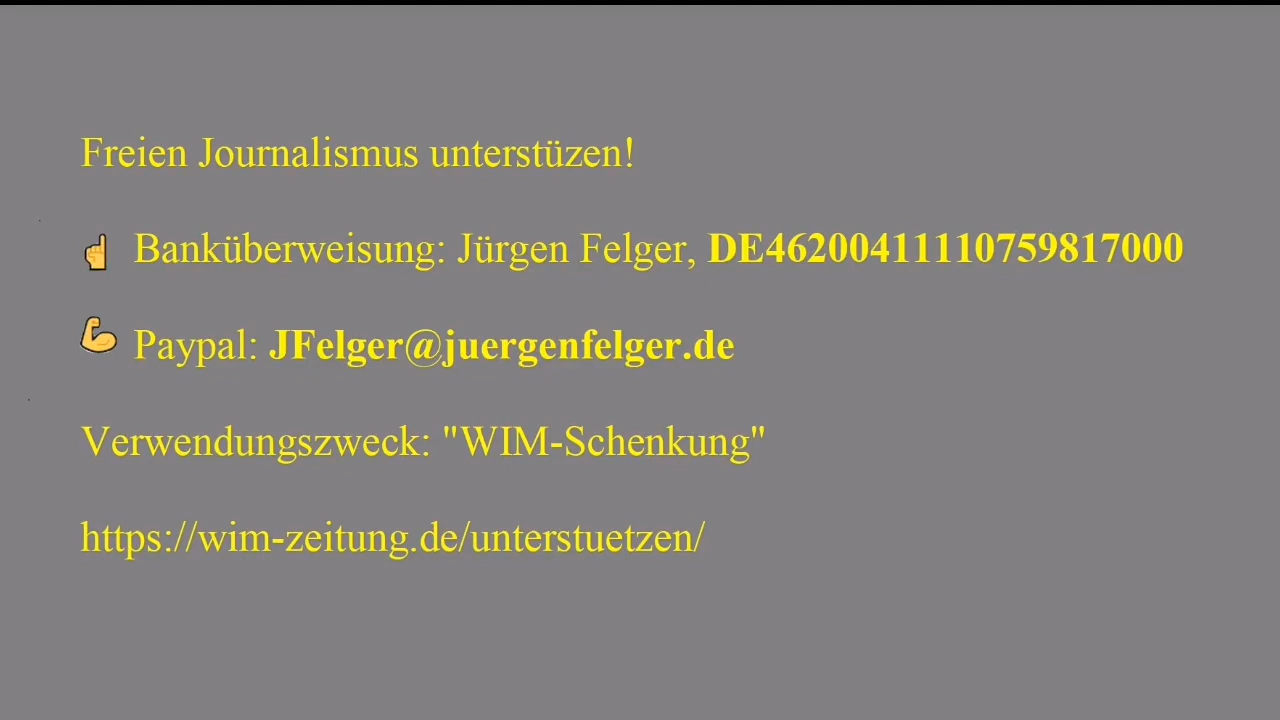 Freien Journalismus unterstüzen!
Banküberweisung: Jürgen Felger, DE46200411110759817000
Paypal: JFelger@juergenfelger.de
Verwendungszweck: "WIM-Schenkung"
https://wim-zeitung.de/unterstuetzen/